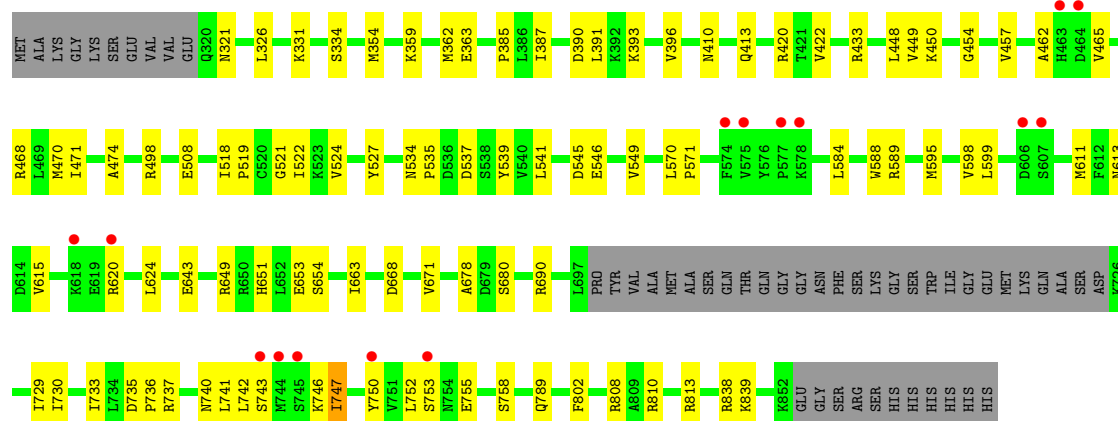 MET ALA LYS GLY LYS LYS SER GLU VAL VAL GLU Q320 N321 L326 K331 S334 M354 K359 M362 E363 P385 L386 I387 D390 L391 K392 K393 V396 N410 Q413 R420 T421 V422 R433 L448 V449 K450 G454 V457 A462 H463 D464 V465
R468 L469 M470 I471 A474 R498 E508 I518 P519 C520 G521 I522 K523 V524 Y527 N534 P535 D536 D537 S538 Y539 V540 L541 D545 E546 V549 L570 P571 F574 V575 Y576 P577 K578 L584 W588 R589 M595 V598 L599 D606 S607 M611 F612 N613
D614 V615 K618 E619 R620 L624 E643 R649 R650 H651 L652 E653 S654 I663 D668 V671 A678 D679 S680 R690 L697 PRO TYR VAL ALA MET ALA SER GLN THR GLN GLY GLY ASN PHE SER LYS GLY SER TRP ILE GLY GLU MET LYS GLN ALA SER ASP K726
I729 I730 I733 L734 D735 P736 R737 N740 L741 L742 S743 M744 S745 K746 I747 Y750 V751 L752 S753 N754 E755 S758 Q789 F802 R808 A809 R810 R813 R838 K839 K852 GLU GLY SER ARG SER HIS HIS HIS HIS HIS HIS